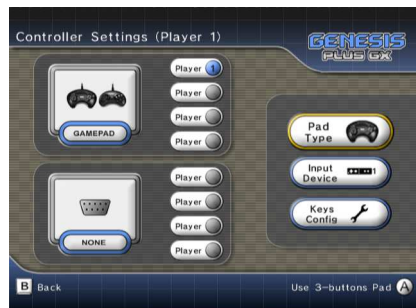 Controller Settings (Player 1)
GENESIS
PLUS GX
Player 1
Player
Player
Player
GAMEPAD
Player
Player
Player
Player
NONE
Pad
Type
Input
Device
1
Keys
Config
B Back
Use 3-buttons Pad A